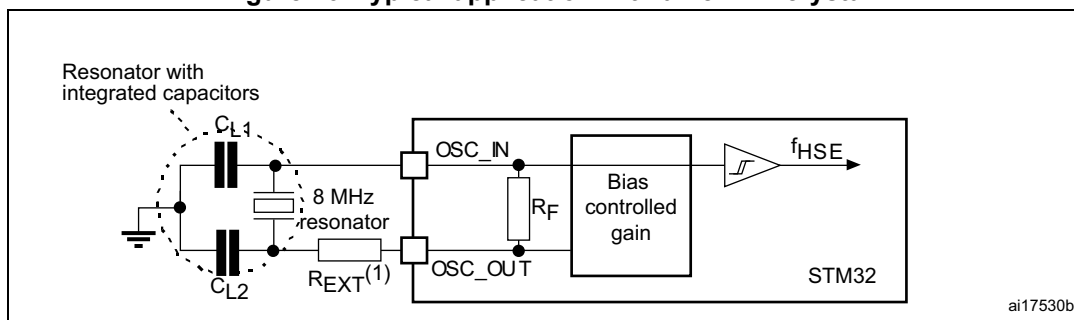 Resonator with
integrated capacitors
CL1
8 MHz
resonator
CL2
REXT(1)
OSC_IN
OSC_OUT
RF
Bias
controlled
gain
fHSE
STM32
ai17530b